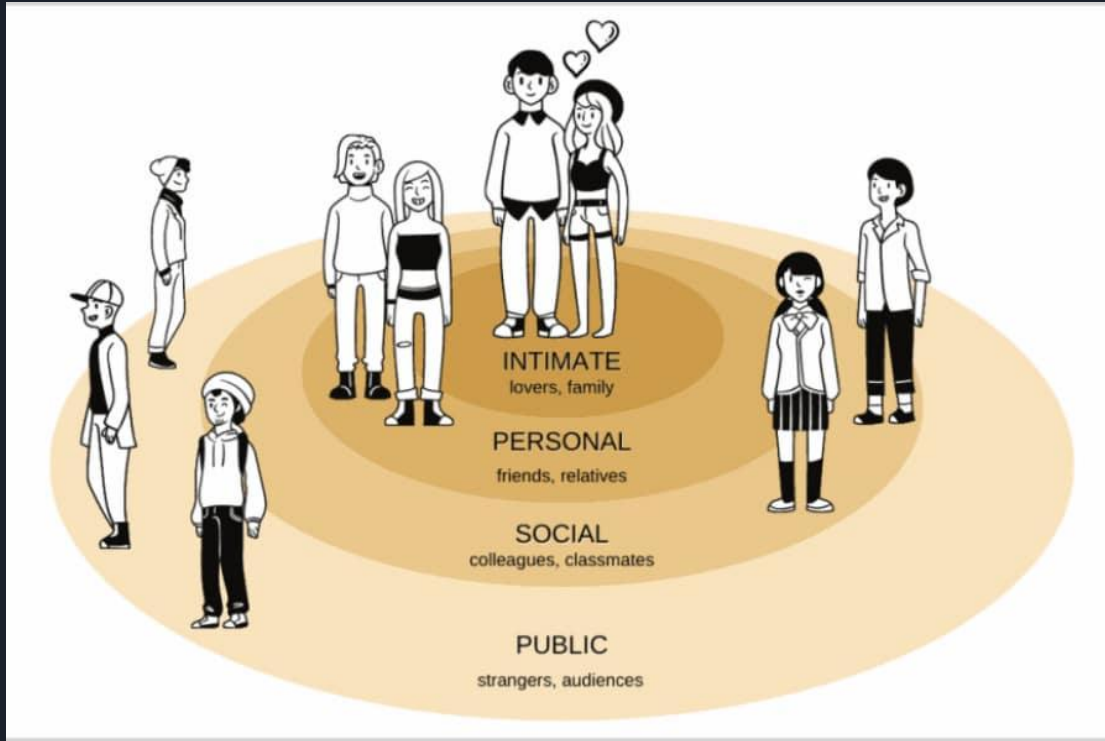 INTIMATE
lovers, family
PERSONAL
friends, relatives
SOCIAL
colleagues, classmates
PUBLIC
strangers, audiences